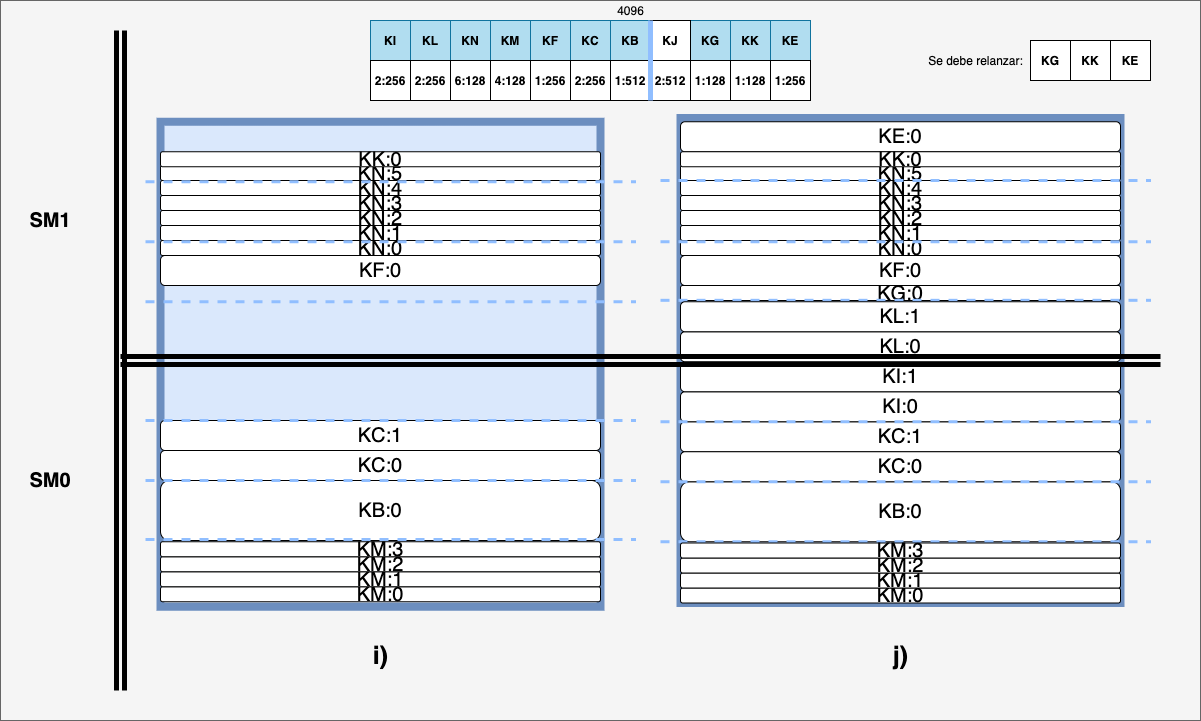 4096
KI KL KN KM KF KC KB KJ KG KK KE
2:256 2:256 6:128 4:128 1:256 2:256 1:512 2:512 1:128 1:128 1:256
Se debe relanzar: KG KK KE
SM1
SM0
KK:0
KN:5
KN:4
KN:3
KN:2
KN:1
KN:0
KF:0
KC:1
KC:0
KB:0
KM:3
KM:2
KM:1
KM:0
i)
KE:0
KK:0
KN:5
KN:4
KN:3
KN:2
KN:1
KN:0
KF:0
KG:0
KL:1
KL:0
KI:1
KI:0
KC:1
KC:0
KB:0
KM:3
KM:2
KM:1
KM:0
j)